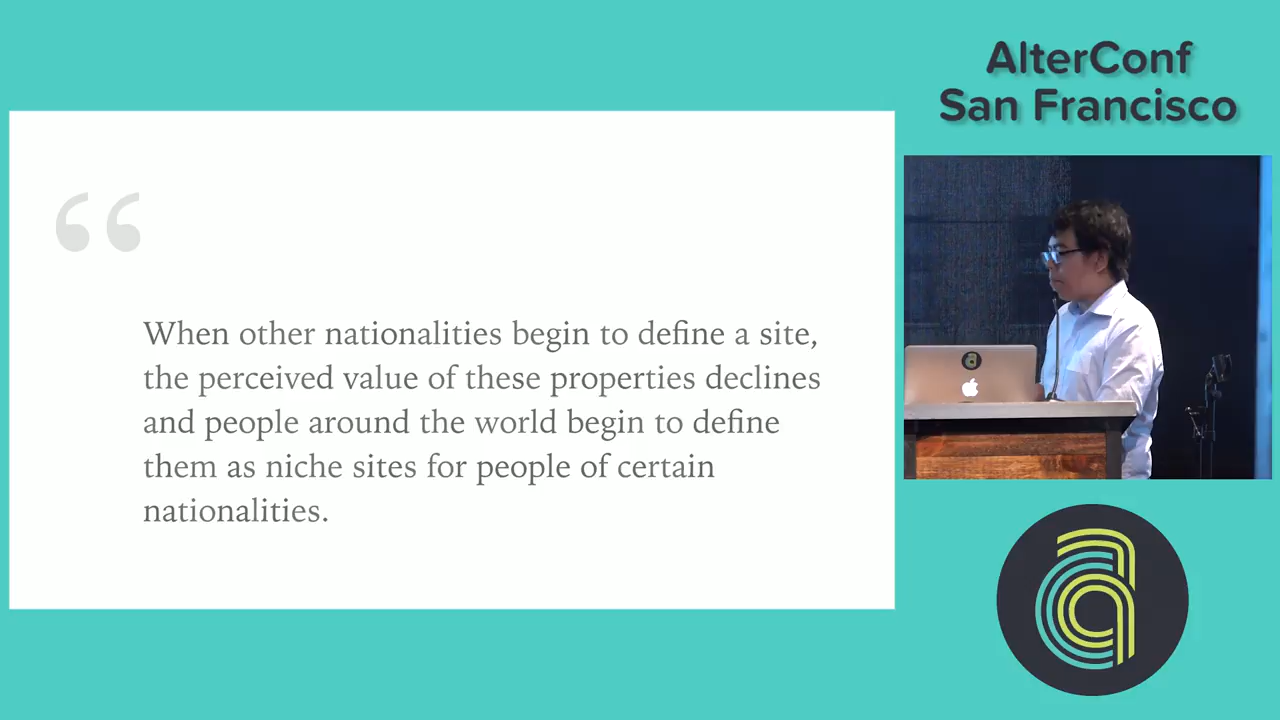 AlterConf
San Francisco
“
When other nationalities begin to define a site,
the perceived value of these properties declines
and people around the world begin to define
them as niche sites for people of certain
nationalities.